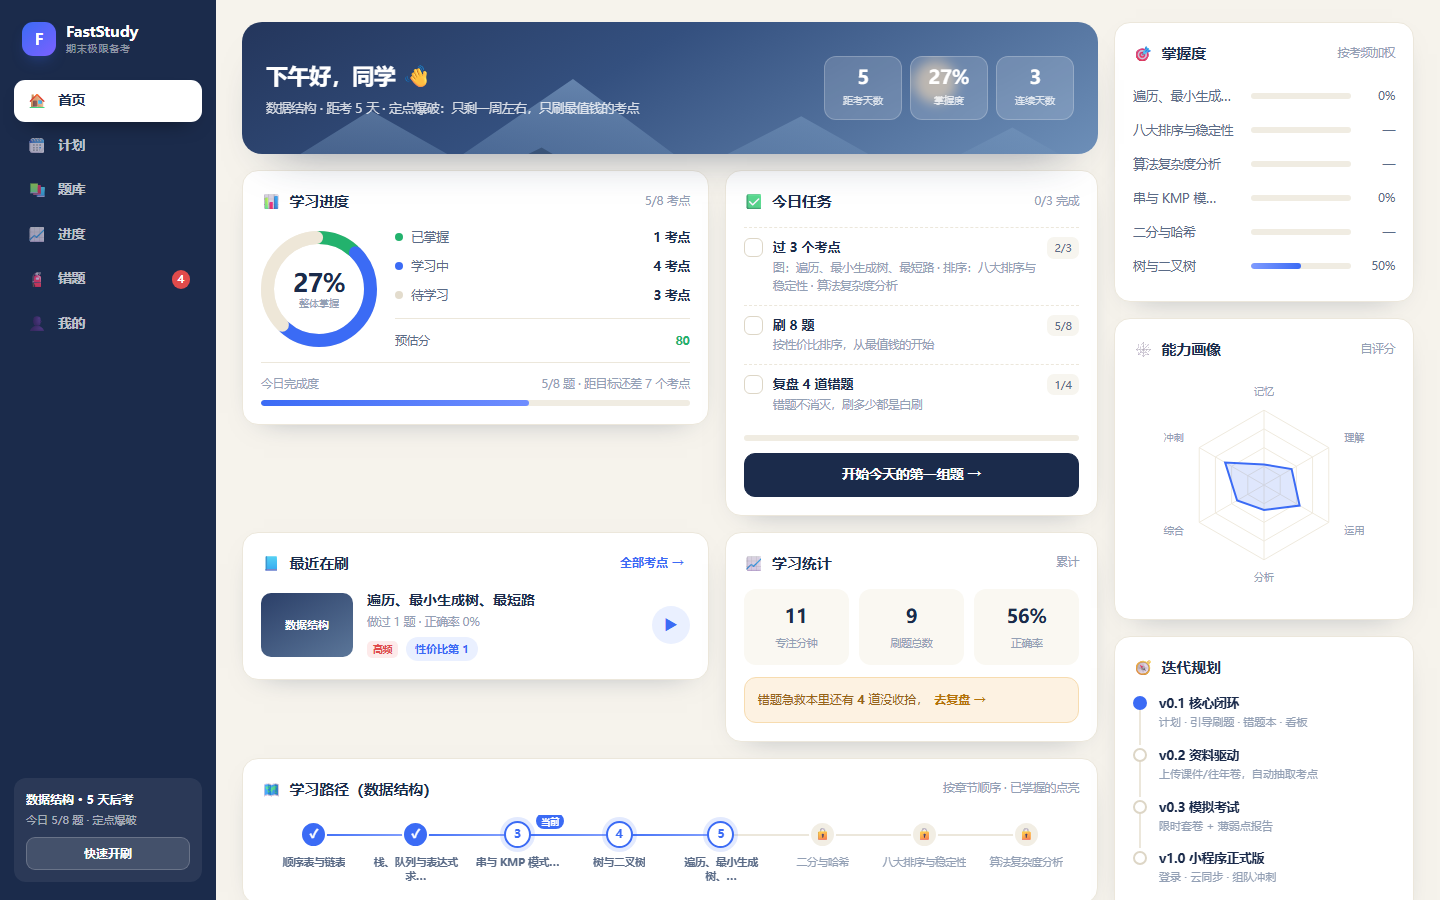 F
FastStudy
期末极限备考
首页
计划
题库
进度
错题
4
我的
数据结构 • 5 天后考
今日 5/8 题 · 定点爆破
快速开刷
下午好，同学 👋
数据结构 · 距考 5 天 · 定点爆破：只剩一周左右，只刷最值钱的考点
5
距考天数
27%
掌握度
3
连续天数
学习进度
5/8 考点
27%
整体掌握
已掌握
1 考点
学习中
4 考点
待学习
3 考点
预估分
80
今日完成度
5/8 题 · 距目标还差 7 个考点
今日任务
0/3 完成
过 3 个考点
2/3
图：遍历、最小生成树、最短路 · 排序：八大排序与
稳定性 · 算法复杂度分析
刷 8 题
5/8
按性价比排序，从最值钱的开始
复盘 4 道错题
1/4
错题不消灭，刷多少都是白刷
开始今天的第一组题 →
最近在刷
全部考点 →
数据结构
遍历、最小生成树、最短路
做过 1 题 · 正确率 0%
高频
性价比第 1
学习统计
累计
11
专注分钟
9
刷题总数
56%
正确率
错题急救本里还有 4 道没收拾， 去复盘 →
学习路径（数据结构）
按章节顺序 · 已掌握的点亮
✓
✓
3
当前
4
5
顺序表与链表
栈、队列与表达式
求...
串与 KMP 模式...
树与二叉树
遍历、最小生成
树、...
二分与哈希
八大排序与稳定性
算法复杂度分析
掌握度
按考频加权
遍历、最小生成...
0%
八大排序与稳定性
—
算法复杂度分析
—
串与 KMP 模...
0%
二分与哈希
—
树与二叉树
50%
能力画像
自评分
记忆
理解
运用
分析
综合
冲刺
迭代规划
v0.1 核心闭环
计划 · 引导刷题 · 错题本 · 看板
v0.2 资料驱动
上传课件/往年卷，自动抽取考点
v0.3 模拟考试
限时套卷 + 薄弱点报告
v1.0 小程序正式版
登录 · 云同步 · 组队冲刺